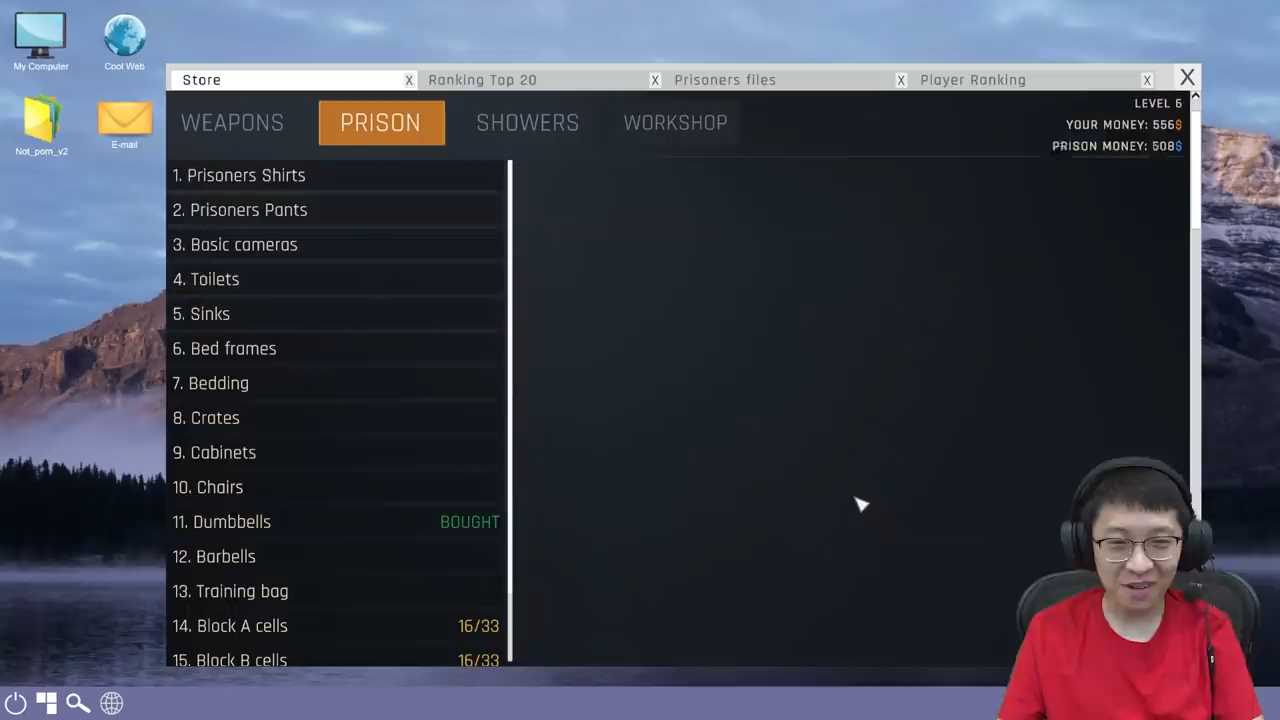 My Computer
Cool Web
Not_porn_v2
E-mail
Store X
Ranking Top 20 X
Prisoners files X
Player Ranking X
X
WEAPONS
PRISON
SHOWERS
WORKSHOP
LEVEL 6
YOUR MONEY: 556$
PRISON MONEY: 508$
1. Prisoners Shirts
2. Prisoners Pants
3. Basic cameras
4. Toilets
5. Sinks
6. Bed frames
7. Bedding
8. Crates
9. Cabinets
10. Chairs
11. Dumbbells BOUGHT
12. Barbells
13. Training bag
14. Block A cells 16/33
15. Block B cells 16/33